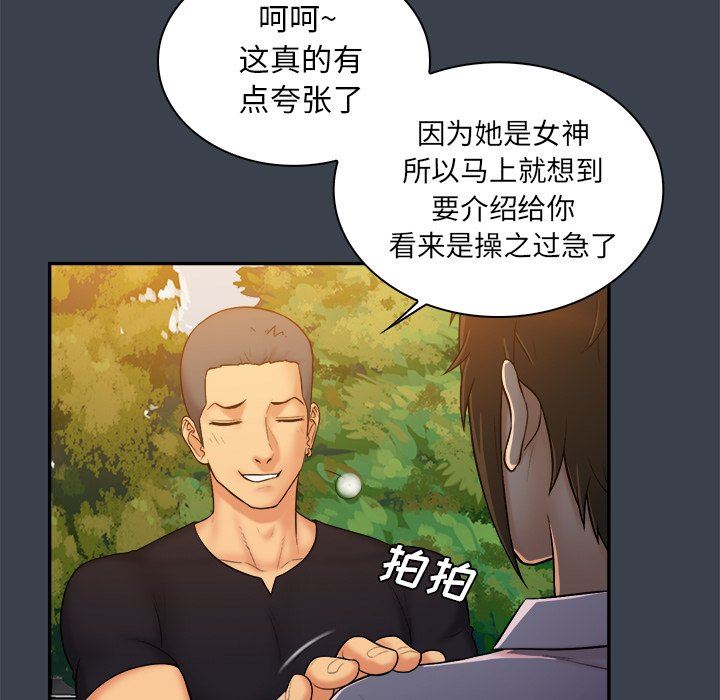 呵呵~
这真的有
点夸张了
因为她是女神
所以马上就想到
要介绍给你
看来是操之过急了
拍拍